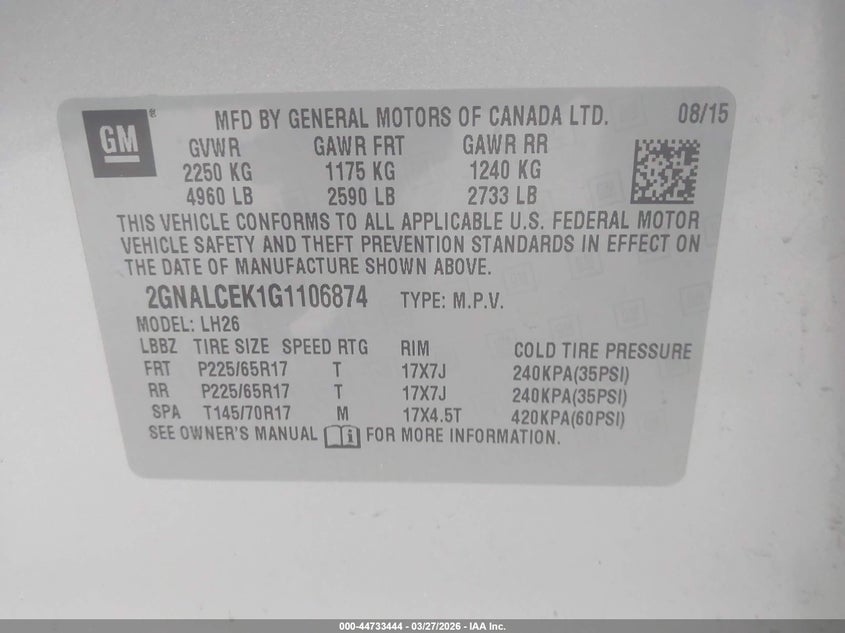 GM ®
MFD BY GENERAL MOTORS OF CANADA LTD. 08/15
GVWR GAWR FRT GAWR RR
2250 KG 1175 KG 1240 KG
4960 LB 2590 LB 2733 LB
THIS VEHICLE CONFORMS TO ALL APPLICABLE U.S. FEDERAL MOTOR
VEHICLE SAFETY AND THEFT PREVENTION STANDARDS IN EFFECT ON
THE DATE OF MANUFACTURE SHOWN ABOVE.
2GNALCEK1G1106874 TYPE: M.P.V.
MODEL: LH26
LBBZ TIRE SIZE SPEED RTG RIM COLD TIRE PRESSURE
FRT P225/65R17 T 17X7J 240KPA(35PSI)
RR P225/65R17 T 17X7J 240KPA(35PSI)
SPA T145/70R17 M 17X4.5T 420KPA(60PSI)
SEE OWNER'S MANUAL i FOR MORE INFORMATION.
000-44733444 - 03/27/2026 - IAA Inc.